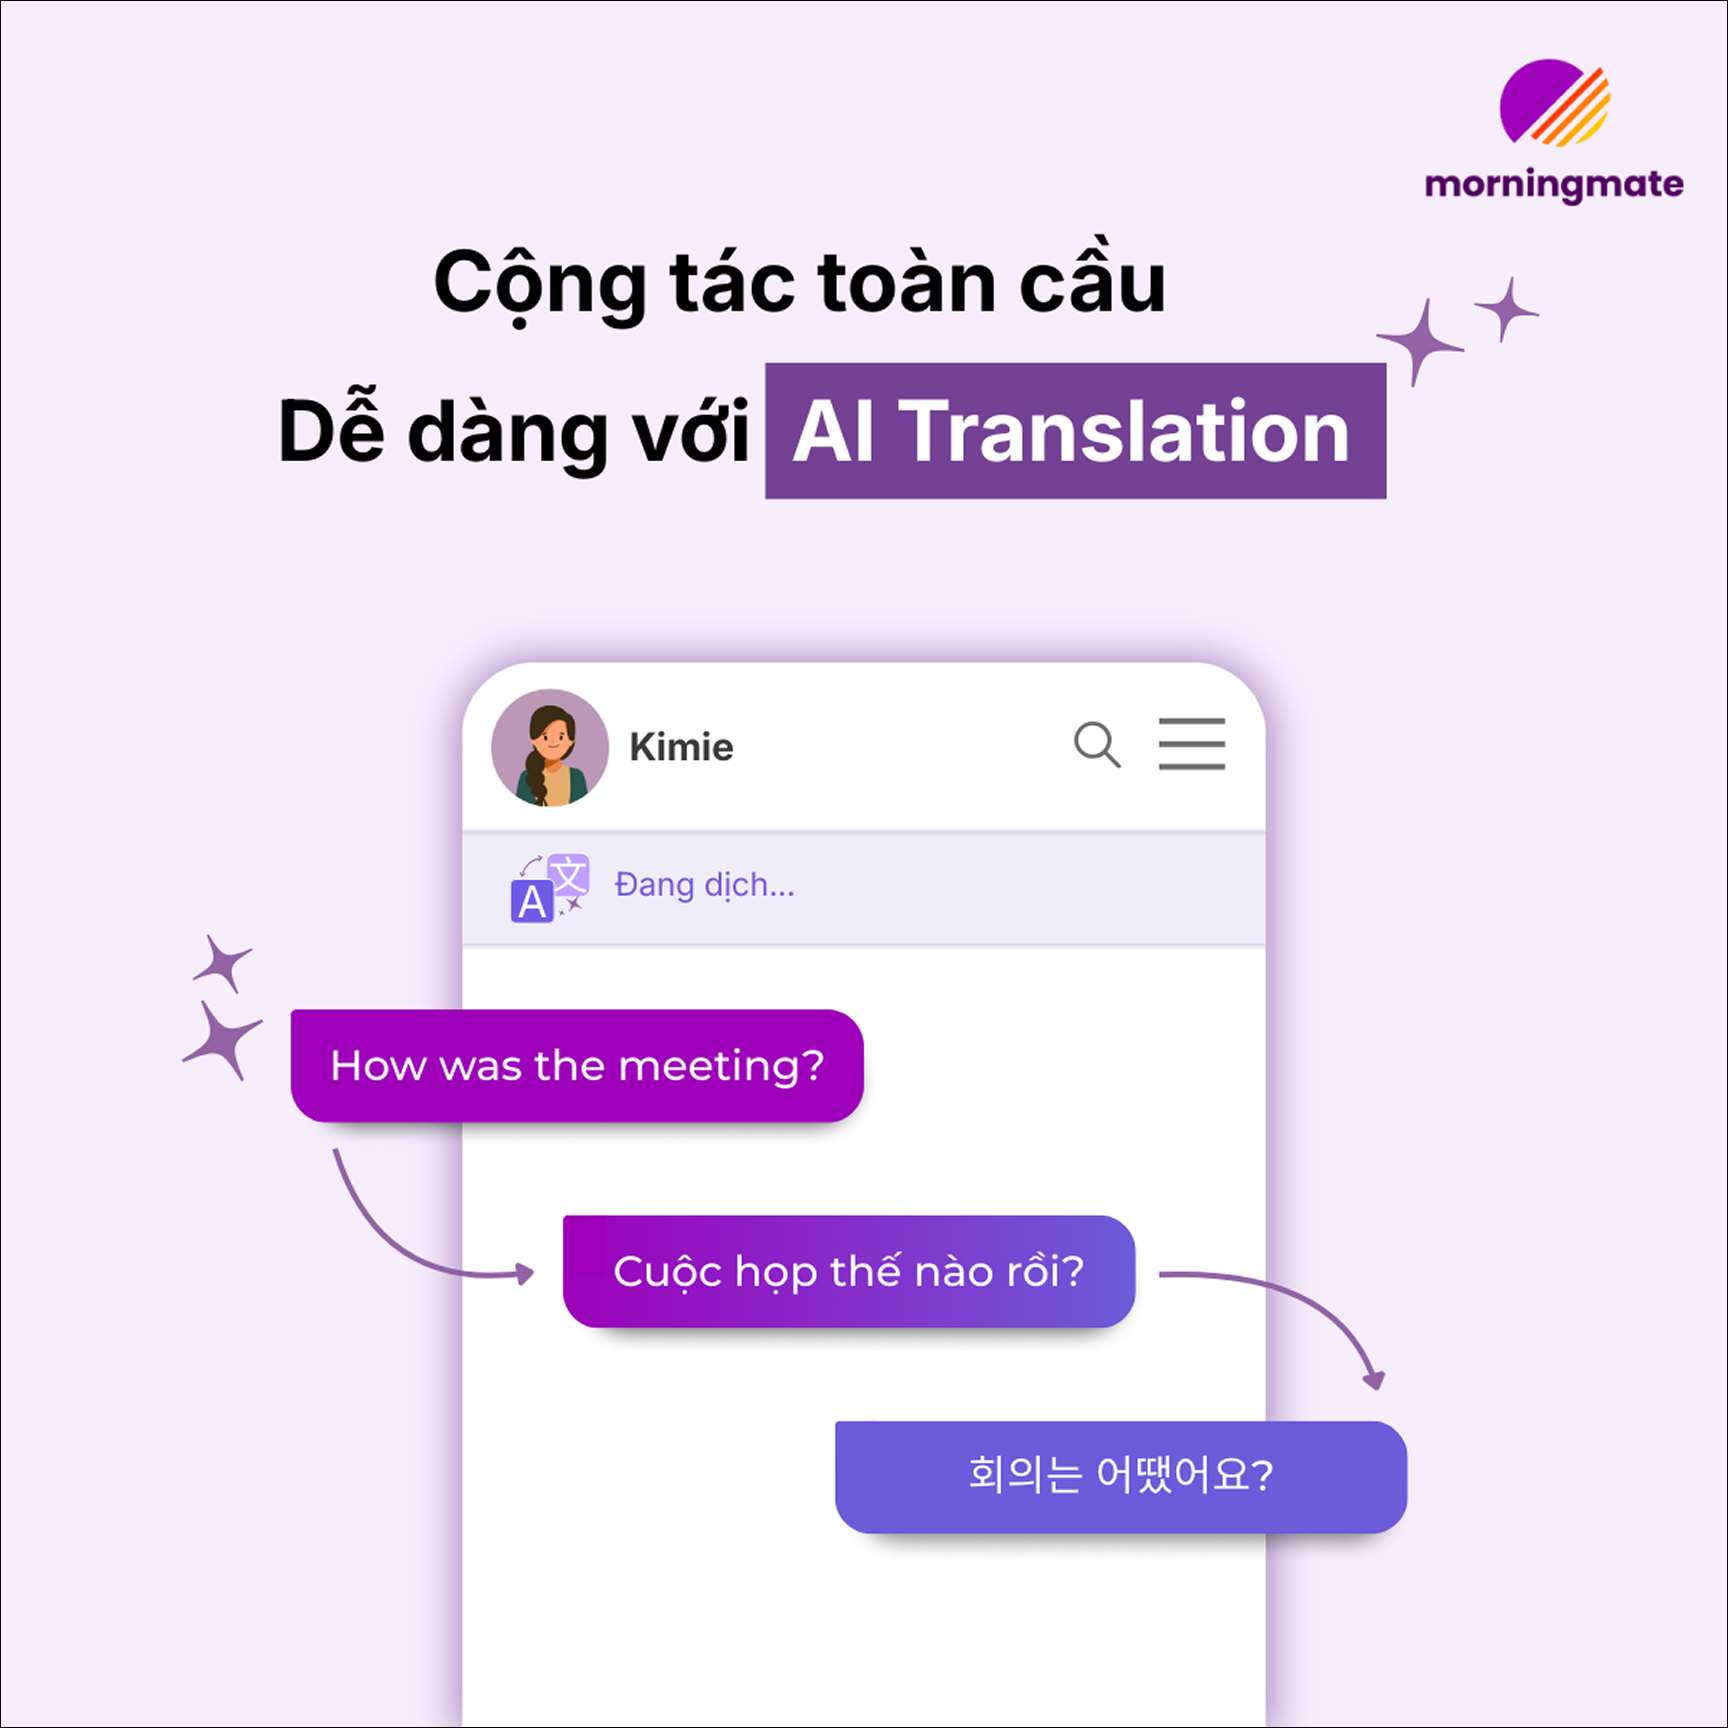 morningmate
Cộng tác toàn cầu
Dễ dàng với AI Translation
Kimie
文
A
Đang dịch...
How was the meeting?
Cuộc họp thế nào rồi?
회의는 어땠어요?